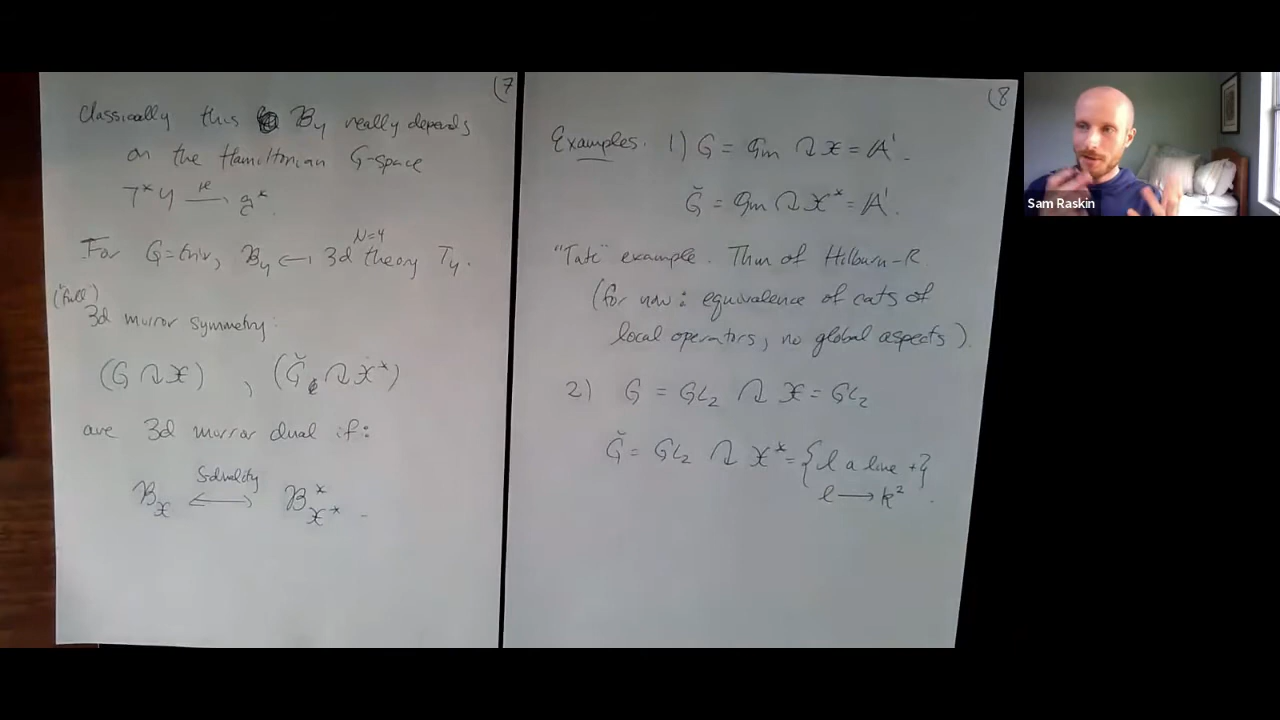 (7
Classically this B_y really depends
on the Hamiltonian G-space
T*Y —μ→ g*.
For G=triv, B_y ↔ 3d N=4 theory T_y.
("full")
3d mirror symmetry:
(G ↷ X) , (Ǧ ↷ X*)
are 3d mirror dual if:
S-duality
B_X ⟷ B*_X* .
(8
Examples. 1) G = Gm ↷ X = A¹.
Ǧ = Gm ↷ X* = A¹.
"Tate" example. Thm of Hilburn-R
(for now: equivalence of cats of
local operators, no global aspects).
2) G = GL₂ ↷ X = GL₂
Ǧ = GL₂ ↷ X* = {l a line +}
l → k² .
Sam Raskin